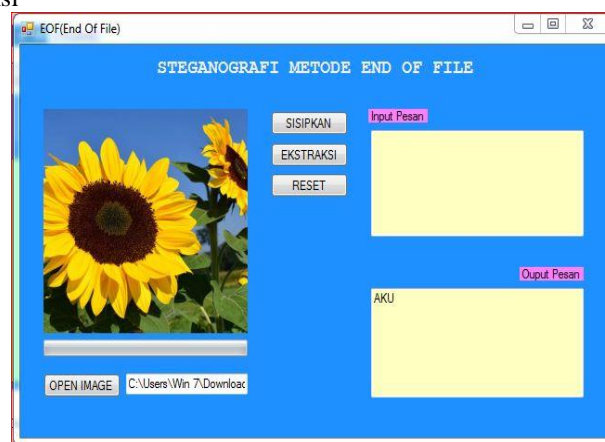 EOF(End Of File)
STEGANOGRAFI METODE END OF FILE
SISIPKAN
EKSTRAKSI
RESET
Input Pesan
Ouput Pesan
AKU
OPEN IMAGE
C:\Users\Win 7\Downloac